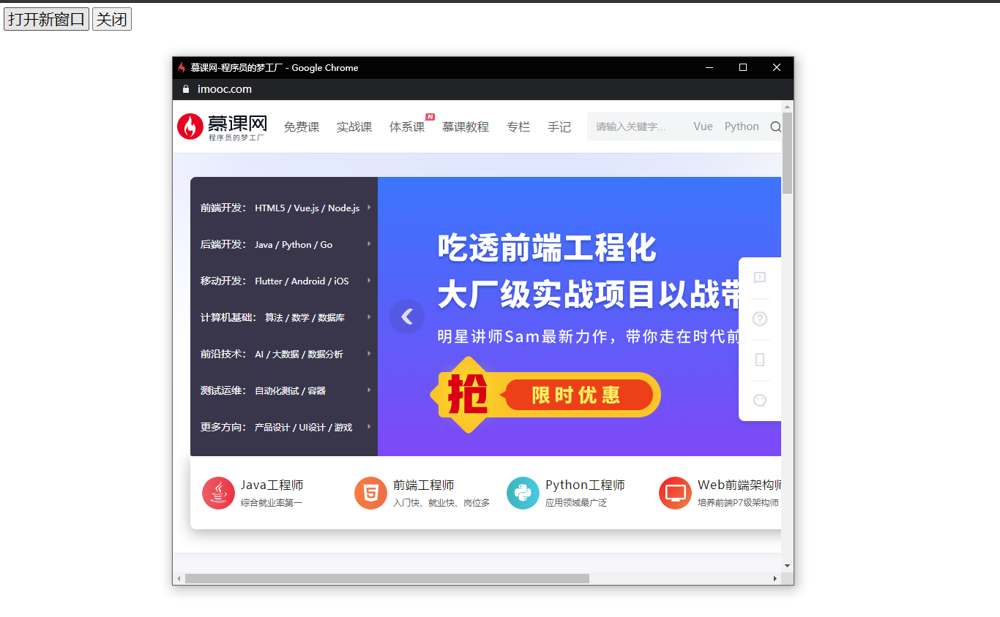 打开新窗口 关闭
慕课网-程序员的梦工厂 - Google Chrome
imooc.com
慕课网
程序员的梦工厂
免费课 实战课 体系课 N 慕课教程 专栏 手记 请输入关键字... Vue Python
前端开发： HTML5 / Vue.js / Node.js
后端开发： Java / Python / Go
移动开发： Flutter / Android / iOS
计算机基础： 算法 / 数学 / 数据库
前沿技术： AI / 大数据 / 数据分析
测试运维： 自动化测试 / 容器
更多方向： 产品设计 / UI设计 / 游戏
吃透前端工程化
大厂级实战项目以战带
明星讲师Sam最新力作，带你走在时代前
抢 限时优惠
Java工程师
综合就业率第一
前端工程师
入门快、就业快、岗位多
Python工程师
应用领域最广泛
Web前端架构师
培养前端P7级架构师